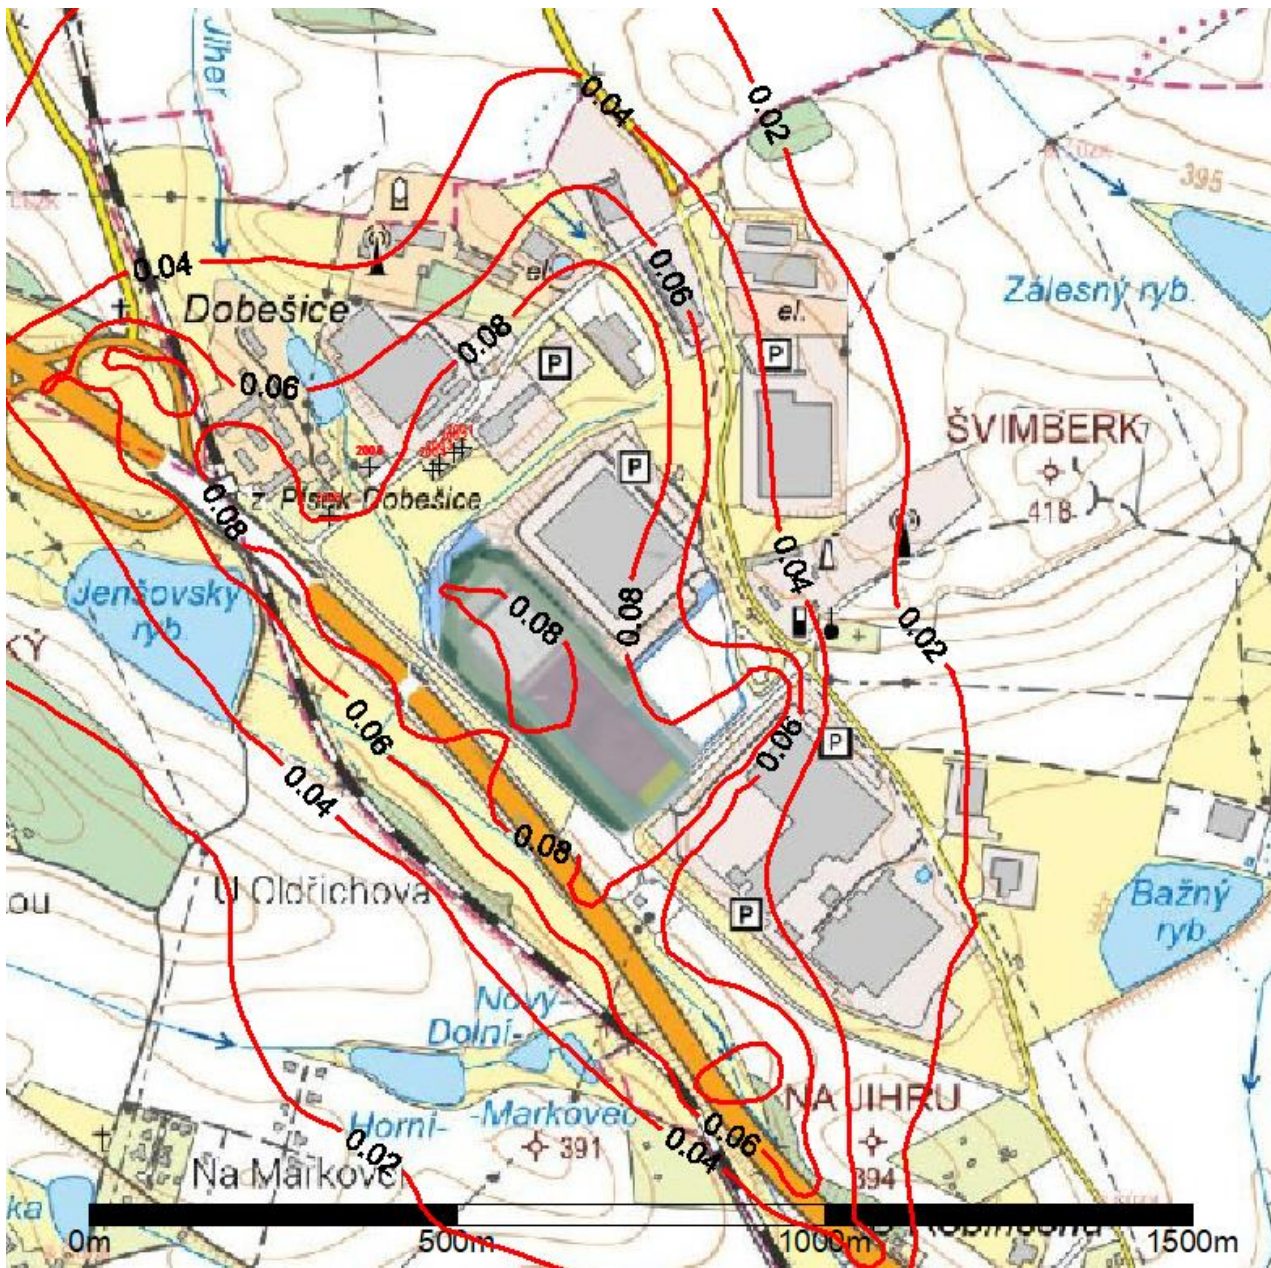 Jiher
0.04
0.02
395
0.04
0.06
el.
Zálesný ryb.
Dobešice
0.08
el.
P
P
0.06
ŠVIMBERK
P
418
z. Písek-Dobešice
0.08
0.04
Jenšovský
ryb.
0.08
0.08
0.02
KÝ
0.06
0.06
P
0.04
0.08
U Oldřichova
ou
Bažný
ryb.
P
Nový-
Dolní-
NA JIHRU
Horní-
-Markovec
391
0.06
0.02
0.04
394
Na Markovci
ka
0m
500m
1000m
1500m